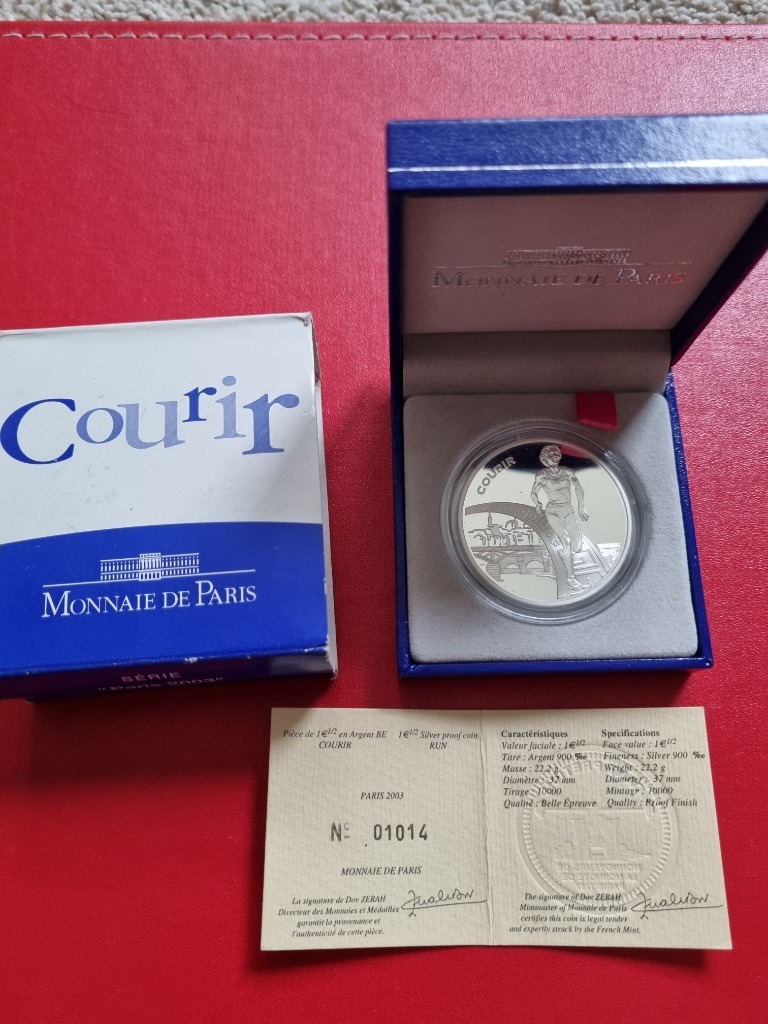 MONNAIE DE PARIS
Courir
MONNAIE DE PARIS
SÉRIE
"Paris 2003"
COURIR
Pièce de 1€1/2 en Argent BE
COURIR
1€1/2 Silver proof coin
RUN
PARIS 2003
Nº 01014
MONNAIE DE PARIS
La signature de Dov ZERAH
Directeur des Monnaies et Médailles
garantit la provenance et
l'authenticité de cette pièce.
Caractéristiques
Valeur faciale : 1€1/2
Titre : Argent 900 ‰
Masse : 22,2 g
Diamètre : 37 mm
Tirage : 10000
Qualité : Belle Épreuve
Specifications
Face value : 1€1/2
Fineness : Silver 900 ‰
Weight : 22,2 g
Diameter : 37 mm
Mintage : 10000
Quality : Proof Finish
The signature of Dov ZERAH
Mintmaster of Monnaie de Paris
certifies this coin is legal tender
and expertly struck by the French Mint.